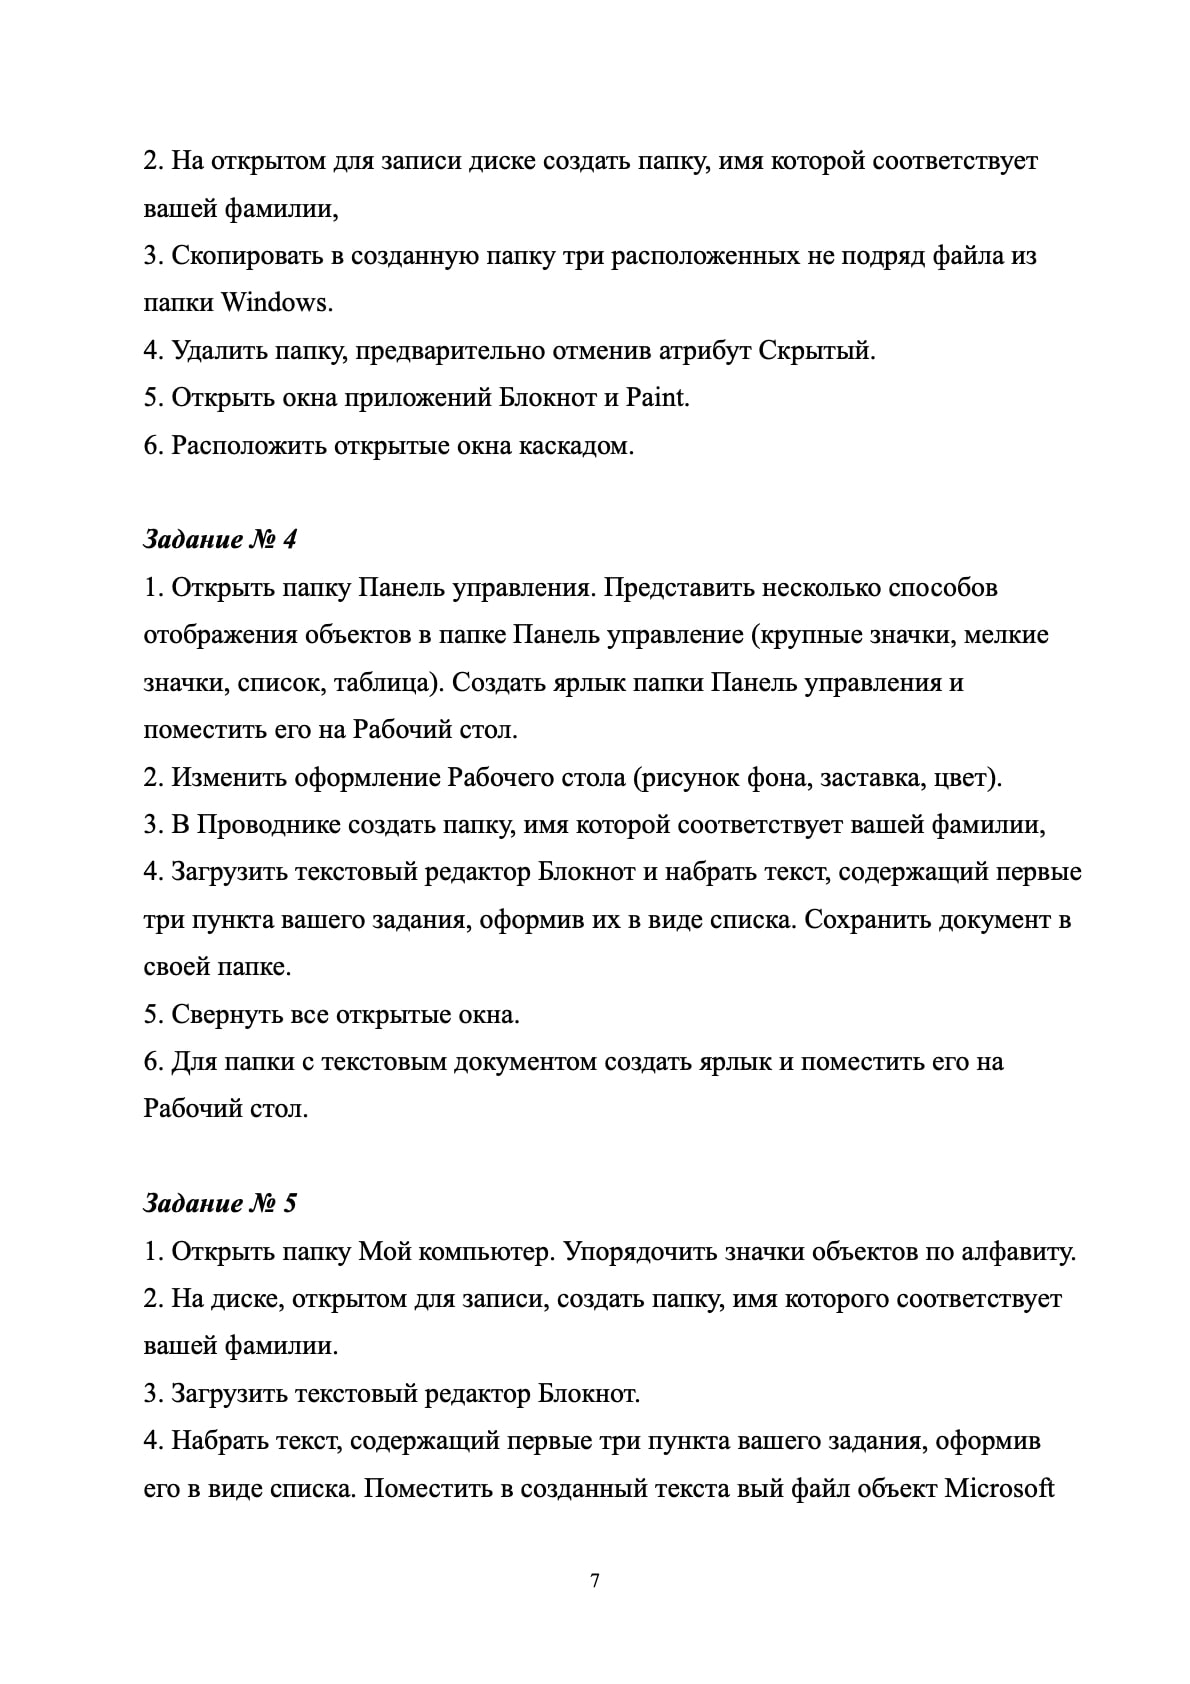 2. На открытом для записи диске создать папку, имя которой соответствует
вашей фамилии,
3. Скопировать в созданную папку три расположенных не подряд файла из
папки Windows.
4. Удалить папку, предварительно отменив атрибут Скрытый.
5. Открыть окна приложений Блокнот и Paint.
6. Расположить открытые окна каскадом.
Задание № 4
1. Открыть папку Панель управления. Представить несколько способов
отображения объектов в папке Панель управление (крупные значки, мелкие
значки, список, таблица). Создать ярлык папки Панель управления и
поместить его на Рабочий стол.
2. Изменить оформление Рабочего стола (рисунок фона, заставка, цвет).
3. В Проводнике создать папку, имя которой соответствует вашей фамилии,
4. Загрузить текстовый редактор Блокнот и набрать текст, содержащий первые
три пункта вашего задания, оформив их в виде списка. Сохранить документ в
своей папке.
5. Свернуть все открытые окна.
6. Для папки с текстовым документом создать ярлык и поместить его на
Рабочий стол.
Задание № 5
1. Открыть папку Мой компьютер. Упорядочить значки объектов по алфавиту.
2. На диске, открытом для записи, создать папку, имя которого соответствует
вашей фамилии.
3. Загрузить текстовый редактор Блокнот.
4. Набрать текст, содержащий первые три пункта вашего задания, оформив
его в виде списка. Поместить в созданный текста вый файл объект Microsoft
7